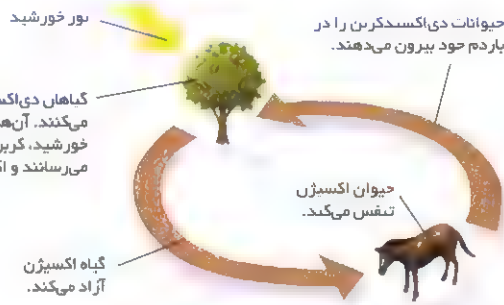 نور خورشید
حیوانات دی‌اکسیدکربن را در
بازدم خود بیرون می‌دهند.
گیاهان دی‌اکس
می‌کنند. آن‌ه
خورشید، کربن
می‌رسانند و اک
حیوان اکسیژن
تنفس می‌کند.
گیاه اکسیژن
آزاد می‌کند.